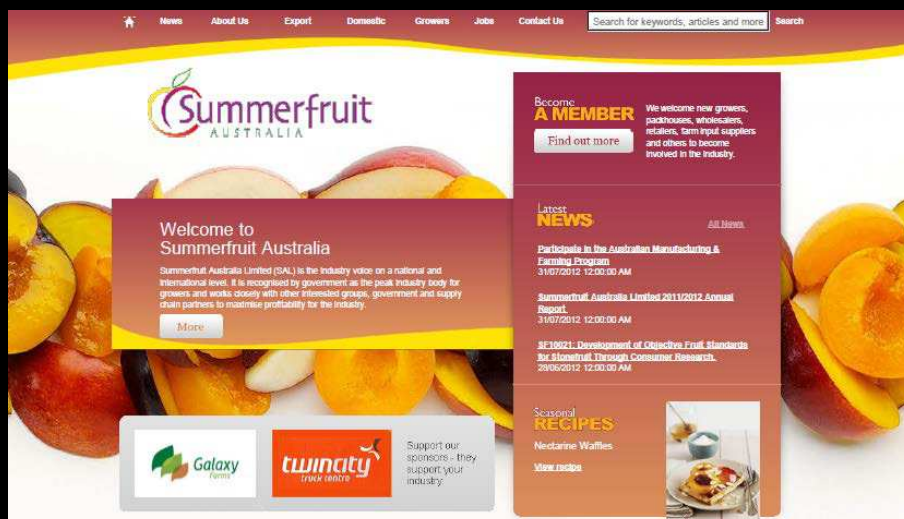 News About Us Export Domestic Growers Jobs Contact Us Search for keywords, articles and more Search
Summerfruit
AUSTRALIA
Become
A MEMBER
Find out more
We welcome new growers,
packhouses, wholesalers,
retailers, farm input suppliers
and others to become
involved in the industry.
Welcome to
Summerfruit Australia
Summerfruit Australia Limited (SAL) is the industry voice on a national and
international level. It is recognised by government as the peak industry body for
growers and works closely with other interested groups, government and supply
chain partners to maximise profitability for the industry.
More
Latest
NEWS
All News
Participate in the Australian Manufacturing &
Farming Program
31/07/2012 12:00:00 AM
Summerfruit Australia Limited 2011/2012 Annual
Report
31/07/2012 12:00:00 AM
SF10021: Development of Objective Fruit Standards
for Stonefruit Through Consumer Research.
28/06/2012 12:00:00 AM
Seasonal
RECIPES
Nectarine Waffles
View recipe
Galaxy
Farms
twincity
truck centre
Support our
sponsors - they
support your
industry.